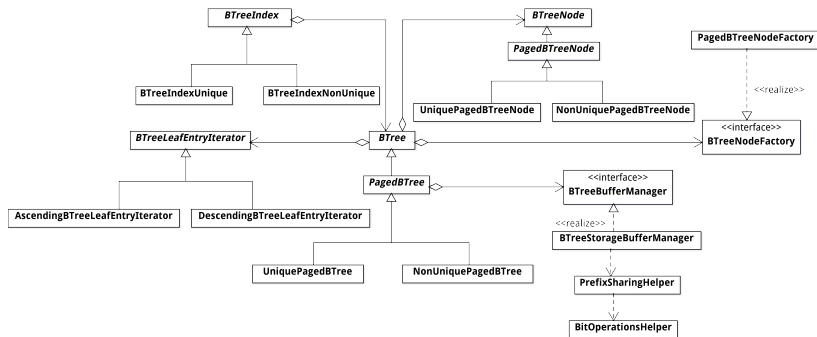 BTreeIndex
BTreeNode
PagedBTreeNodeFactory
PagedBTreeNode
<<realize>>
BTreeIndexUnique
BTreeIndexNonUnique
UniquePagedBTreeNode
NonUniquePagedBTreeNode
<<interface>>
BTreeNodeFactory
BTreeLeafEntryIterator
BTree
PagedBTree
<<interface>>
BTreeBufferManager
AscendingBTreeLeafEntryIterator
DescendingBTreeLeafEntryIterator
<<realize>>
BTreeStorageBufferManager
UniquePagedBTree
NonUniquePagedBTree
PrefixSharingHelper
BitOperationsHelper